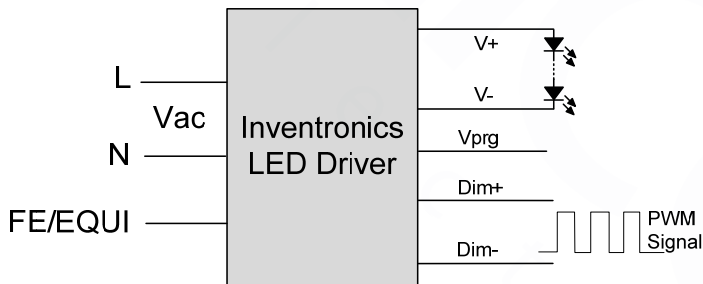 L
Vac
N
FE/EQUI
Inventronics
LED Driver
V+
V-
Vprg
Dim+
Dim-
PWM
Signal